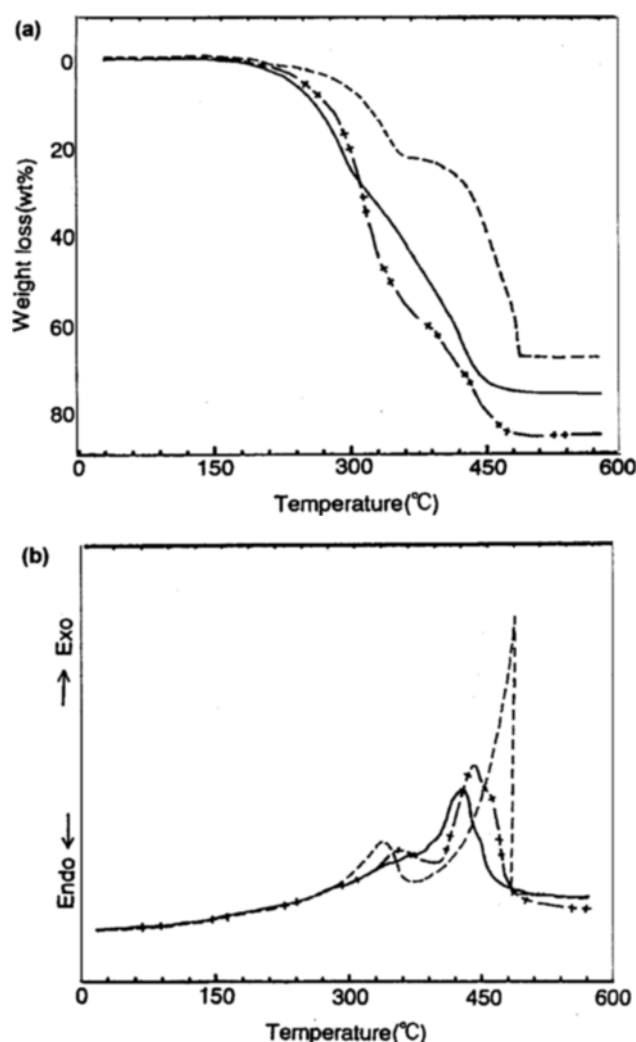 (a)
0
20
40
60
80
Weight loss(wt%)
0
150
300
450
600
Temperature(℃)
(b)
Endo ← → Exo
0
150
300
450
600
Temperature(℃)